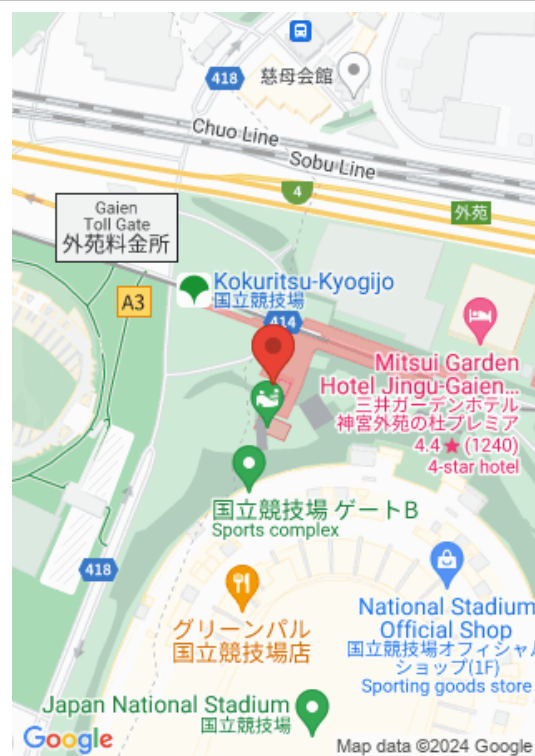 418
慈母会館
Chuo Line
Sobu Line
4
外苑
Gaien
Toll Gate
外苑料金所
A3
Kokuritsu-Kyogijo
国立競技場
414
Mitsui Garden
Hotel Jingu-Gaien...
三井ガーデンホテル
神宮外苑の杜プレミア
4.4★(1240)
4-star hotel
国立競技場 ゲートB
Sports complex
418
グリーンパル
国立競技場店
National Stadium
Official Shop
国立競技場オフィシャル
ショップ(1F)
Sporting goods store
Japan National Stadium
国立競技場
Google
Map data ©2024 Google